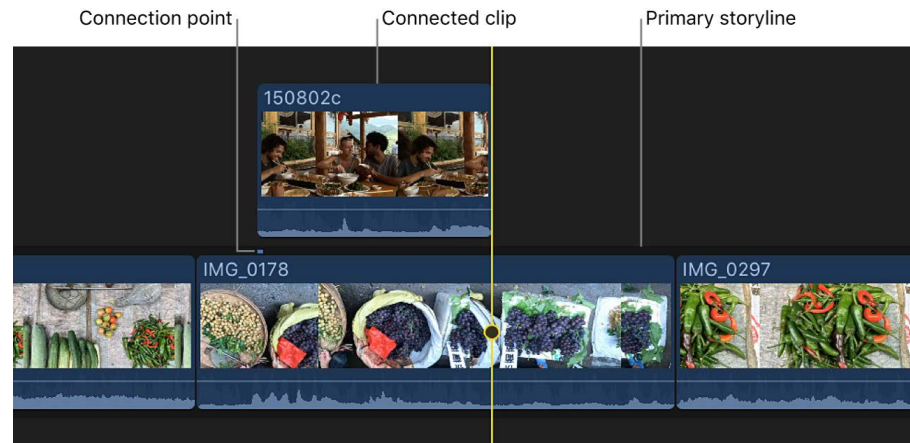 Connection point
Connected clip
Primary storyline
150802c
IMG_0178
IMG_0297